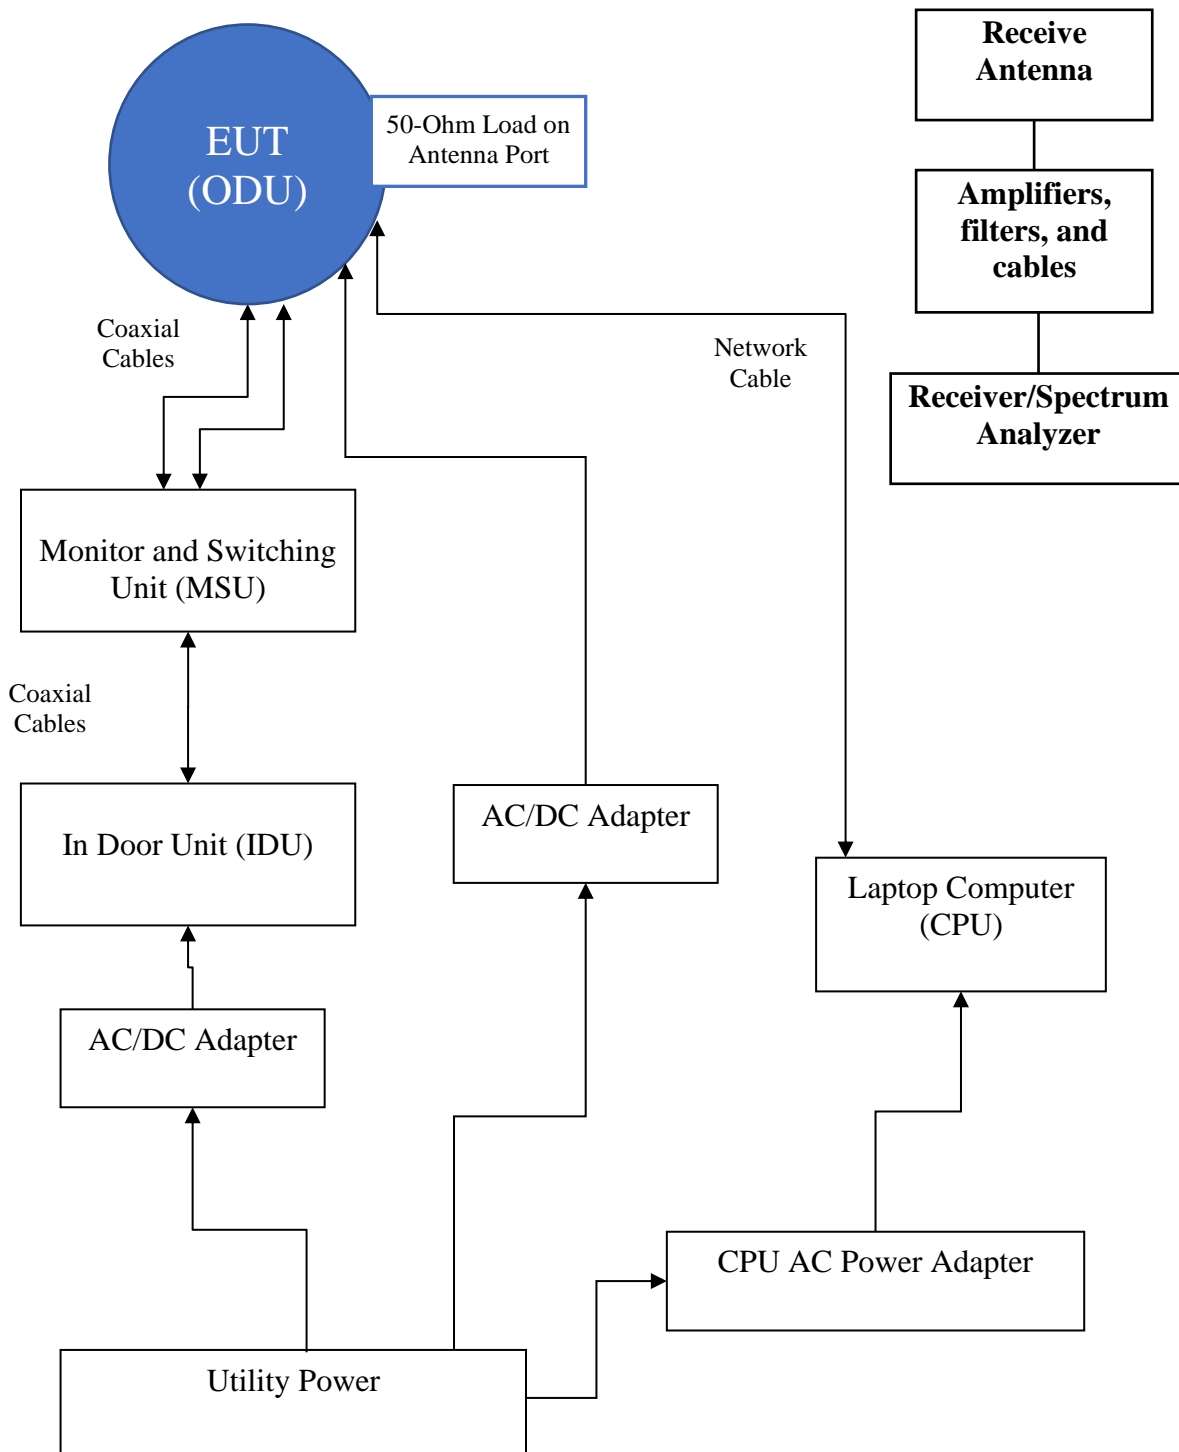 Receive
Antenna
EUT
(ODU)
50-Ohm Load on
Antenna Port
Amplifiers,
filters, and
cables
Coaxial
Cables
Network
Cable
Receiver/Spectrum
Analyzer
Monitor and Switching
Unit (MSU)
Coaxial
Cables
In Door Unit (IDU)
AC/DC Adapter
Laptop Computer
(CPU)
AC/DC Adapter
CPU AC Power Adapter
Utility Power